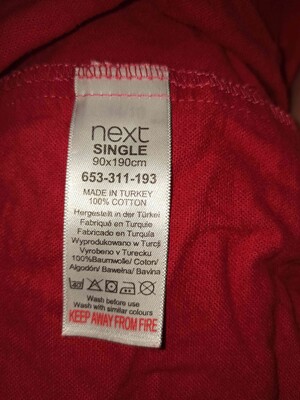 next
SINGLE
90x190cm
653-311-193
MADE IN TURKEY
100% COTTON
Hergestellt in der Türkei
Fabriqué en Turquie
Fabricado en Turquía
Wyprodukowano w Turcji
Vyrobeno v Turecku
100%Baumwolle/ Coton/
Algodón/ Bawełna/ Bavlna
Wash before use
Wash with similar colours
KEEP AWAY FROM FIRE